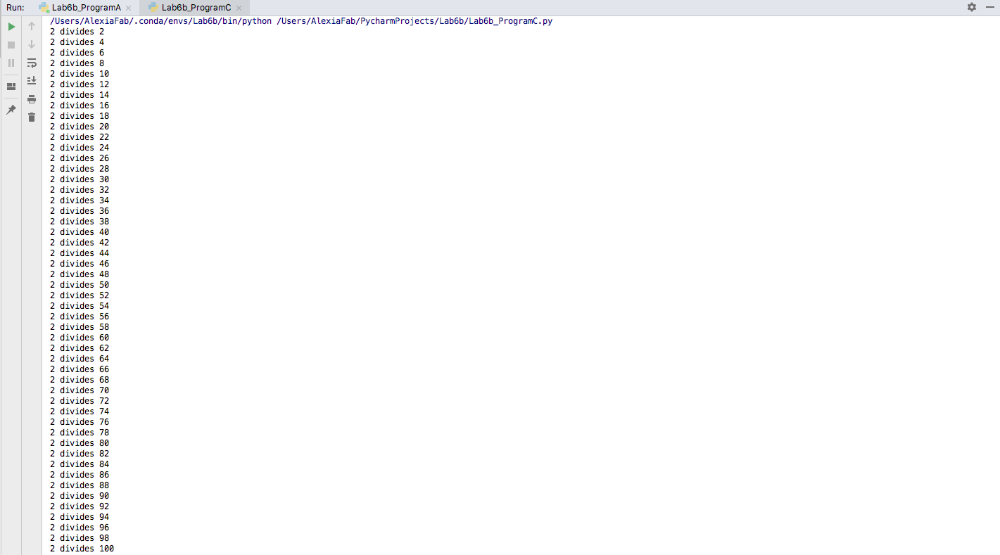 Run: Lab6b_ProgramA Lab6b_ProgramC
/Users/AlexiaFab/.conda/envs/Lab6b/bin/python /Users/AlexiaFab/PycharmProjects/Lab6b/Lab6b_ProgramC.py
2 divides 2
2 divides 4
2 divides 6
2 divides 8
2 divides 10
2 divides 12
2 divides 14
2 divides 16
2 divides 18
2 divides 20
2 divides 22
2 divides 24
2 divides 26
2 divides 28
2 divides 30
2 divides 32
2 divides 34
2 divides 36
2 divides 38
2 divides 40
2 divides 42
2 divides 44
2 divides 46
2 divides 48
2 divides 50
2 divides 52
2 divides 54
2 divides 56
2 divides 58
2 divides 60
2 divides 62
2 divides 64
2 divides 66
2 divides 68
2 divides 70
2 divides 72
2 divides 74
2 divides 76
2 divides 78
2 divides 80
2 divides 82
2 divides 84
2 divides 86
2 divides 88
2 divides 90
2 divides 92
2 divides 94
2 divides 96
2 divides 98
2 divides 100